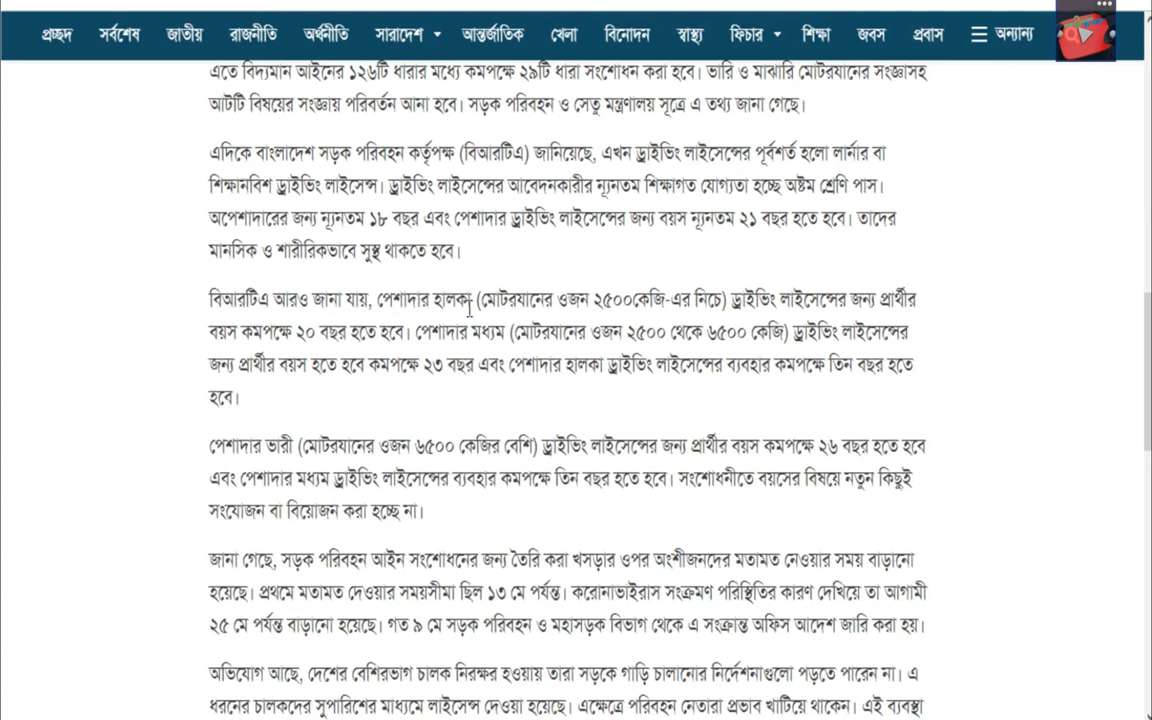 প্রচ্ছদ সর্বশেষ জাতীয় রাজনীতি অর্থনীতি সারাদেশ আন্তর্জাতিক খেলা বিনোদন স্বাস্থ্য ফিচার শিক্ষা জবস প্রবাস অন্যান্য
এতে বিদ্যমান আইনের ১২৬টি ধারার মধ্যে কমপক্ষে ২৯টি ধারা সংশোধন করা হবে। ভারি ও মাঝারি মোটরযানের সংজ্ঞাসহ
আটটি বিষয়ের সংজ্ঞায় পরিবর্তন আনা হবে। সড়ক পরিবহন ও সেতু মন্ত্রণালয় সূত্রে এ তথ্য জানা গেছে।
এদিকে বাংলাদেশ সড়ক পরিবহন কর্তৃপক্ষ (বিআরটিএ) জানিয়েছে, এখন ড্রাইভিং লাইসেন্সের পূর্বশর্ত হলো লার্নার বা
শিক্ষানবিশ ড্রাইভিং লাইসেন্স। ড্রাইভিং লাইসেন্সের আবেদনকারীর ন্যূনতম শিক্ষাগত যোগ্যতা হচ্ছে অষ্টম শ্রেণি পাস।
অপেশাদারের জন্য ন্যূনতম ১৮ বছর এবং পেশাদার ড্রাইভিং লাইসেন্সের জন্য বয়স ন্যূনতম ২১ বছর হতে হবে। তাদের
মানসিক ও শারীরিকভাবে সুস্থ থাকতে হবে।
বিআরটিএ আরও জানা যায়, পেশাদার হালকা (মোটরযানের ওজন ২৫০০কেজি-এর নিচে) ড্রাইভিং লাইসেন্সের জন্য প্রার্থীর
বয়স কমপক্ষে ২০ বছর হতে হবে। পেশাদার মধ্যম (মোটরযানের ওজন ২৫০০ থেকে ৬৫০০ কেজি) ড্রাইভিং লাইসেন্সের
জন্য প্রার্থীর বয়স হতে হবে কমপক্ষে ২৩ বছর এবং পেশাদার হালকা ড্রাইভিং লাইসেন্সের ব্যবহার কমপক্ষে তিন বছর হতে
হবে।
পেশাদার ভারী (মোটরযানের ওজন ৬৫০০ কেজির বেশি) ড্রাইভিং লাইসেন্সের জন্য প্রার্থীর বয়স কমপক্ষে ২৬ বছর হতে হবে
এবং পেশাদার মধ্যম ড্রাইভিং লাইসেন্সের ব্যবহার কমপক্ষে তিন বছর হতে হবে। সংশোধনীতে বয়সের বিষয়ে নতুন কিছুই
সংযোজন বা বিয়োজন করা হচ্ছে না।
জানা গেছে, সড়ক পরিবহন আইন সংশোধনের জন্য তৈরি করা খসড়ার ওপর অংশীজনদের মতামত নেওয়ার সময় বাড়ানো
হয়েছে। প্রথমে মতামত দেওয়ার সময়সীমা ছিল ১৩ মে পর্যন্ত। করোনাভাইরাস সংক্রমণ পরিস্থিতির কারণ দেখিয়ে তা আগামী
২৫ মে পর্যন্ত বাড়ানো হয়েছে। গত ৯ মে সড়ক পরিবহন ও মহাসড়ক বিভাগ থেকে এ সংক্রান্ত অফিস আদেশ জারি করা হয়।
অভিযোগ আছে, দেশের বেশিরভাগ চালক নিরক্ষর হওয়ায় তারা সড়কে গাড়ি চালানোর নির্দেশনাগুলো পড়তে পারেন না। এ
ধরনের চালকদের সুপারিশের মাধ্যমে লাইসেন্স দেওয়া হয়েছে। এক্ষেত্রে পরিবহন নেতারা প্রভাব খাটিয়ে থাকেন। এই ব্যবস্থা